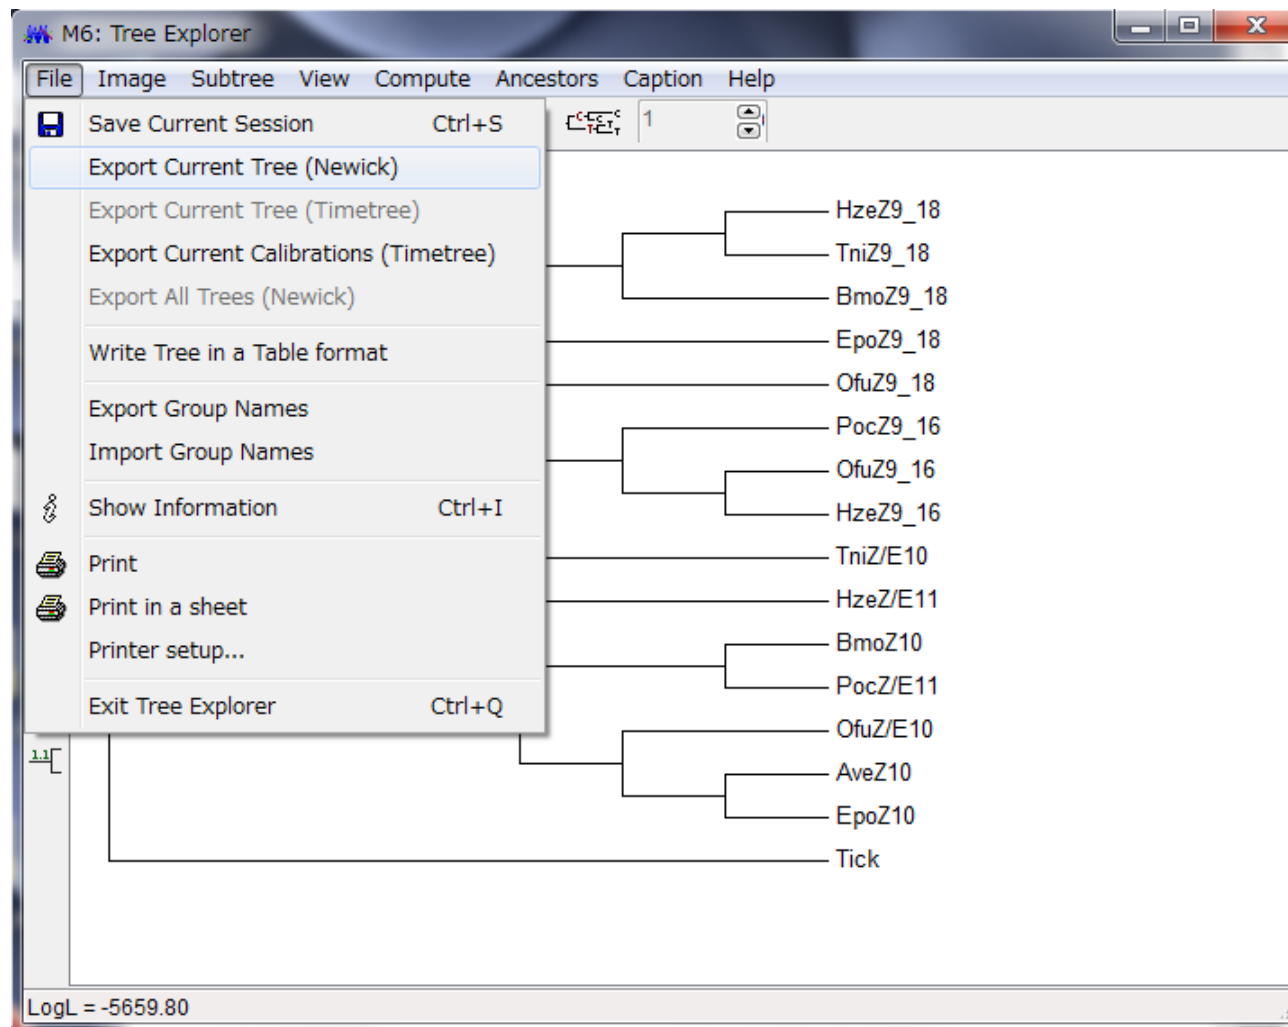 M6: Tree Explorer
File Image Subtree View Compute Ancestors Caption Help
Save Current Session Ctrl+S
1
Export Current Tree (Newick)
Export Current Tree (Timetree)
Export Current Calibrations (Timetree)
Export All Trees (Newick)
Write Tree in a Table format
Export Group Names
Import Group Names
Show Information Ctrl+I
Print
Print in a sheet
Printer setup...
Exit Tree Explorer Ctrl+Q
1.1
HzeZ9_18
TniZ9_18
BmoZ9_18
EpoZ9_18
OfuZ9_18
PocZ9_16
OfuZ9_16
HzeZ9_16
TniZ/E10
HzeZ/E11
BmoZ10
PocZ/E11
OfuZ/E10
AveZ10
EpoZ10
Tick
LogL = -5659.80